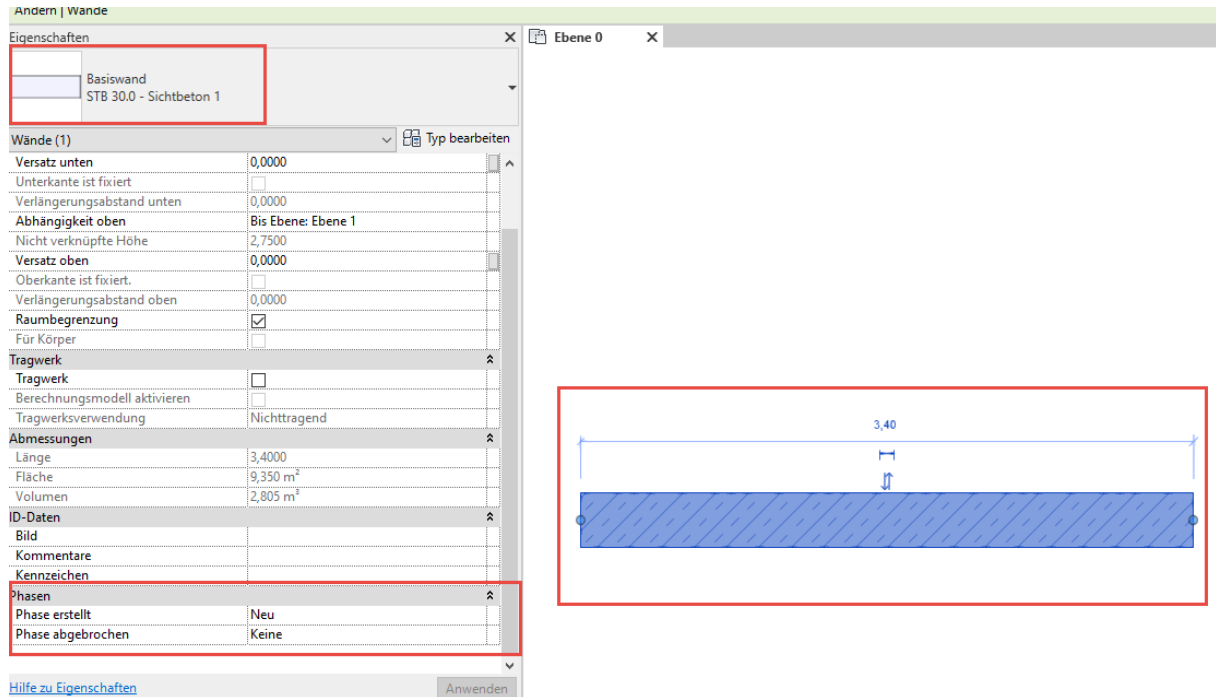 Ändern | Wände
Eigenschaften
Ebene 0
Basiswand
STB 30.0 - Sichtbeton 1
Wände (1)
Typ bearbeiten
Versatz unten 0,0000
Unterkante ist fixiert
Verlängerungsabstand unten 0,0000
Abhängigkeit oben Bis Ebene: Ebene 1
Nicht verknüpfte Höhe 2,7500
Versatz oben 0,0000
Oberkante ist fixiert.
Verlängerungsabstand oben 0,0000
Raumbegrenzung
Für Körper
Tragwerk
Tragwerk
Berechnungsmodell aktivieren
Tragwerksverwendung Nichttragend
Abmessungen
Länge 3,4000
Fläche 9,350 m²
Volumen 2,805 m³
ID-Daten
Bild
Kommentare
Kennzeichen
Phasen
Phase erstellt Neu
Phase abgebrochen Keine
Hilfe zu Eigenschaften
Anwenden
3,40